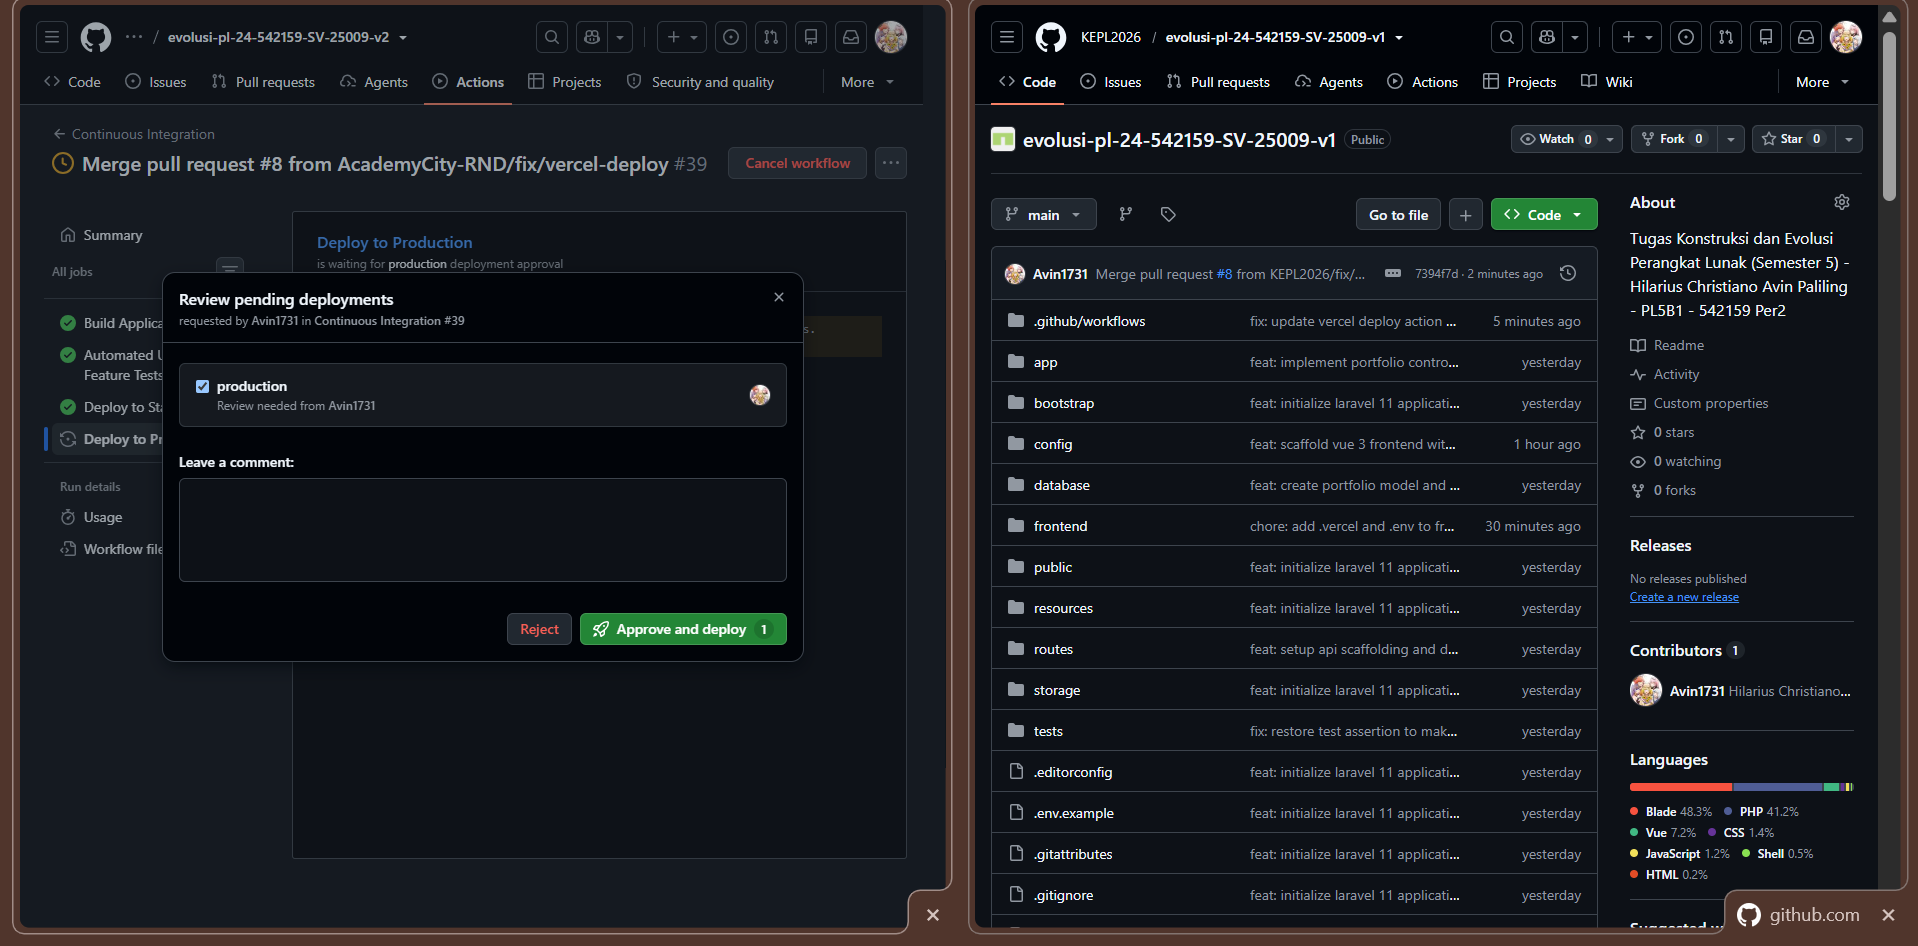 evolusi-pl-24-542159-SV-25009-v2
Code Issues Pull requests Agents Actions Projects Security and quality More
Continuous Integration
Merge pull request #8 from AcademyCity-RND/fix/vercel-deploy #39
Cancel workflow
Summary
All jobs
Build Applica
Automated U
Feature Tests
Deploy to Sta
Deploy to Pr
Run details
Usage
Workflow file
Deploy to Production
is waiting for production deployment approval
s.
Review pending deployments
requested by Avin1731 in Continuous Integration #39
production
Review needed from Avin1731
Leave a comment:
Reject
Approve and deploy 1
KEPL2026 / evolusi-pl-24-542159-SV-25009-v1
Code Issues Pull requests Agents Actions Projects Wiki More
evolusi-pl-24-542159-SV-25009-v1 Public
Watch 0 Fork 0 Star 0
main Go to file Code
Avin1731 Merge pull request #8 from KEPL2026/fix/... 7394f7d · 2 minutes ago
.github/workflows fix: update vercel deploy action ... 5 minutes ago
app feat: implement portfolio contro... yesterday
bootstrap feat: initialize laravel 11 applicati... yesterday
config feat: scaffold vue 3 frontend wit... 1 hour ago
database feat: create portfolio model and ... yesterday
frontend chore: add .vercel and .env to fr... 30 minutes ago
public feat: initialize laravel 11 applicati... yesterday
resources feat: initialize laravel 11 applicati... yesterday
routes feat: setup api scaffolding and d... yesterday
storage feat: initialize laravel 11 applicati... yesterday
tests fix: restore test assertion to mak... yesterday
.editorconfig feat: initialize laravel 11 applicati... yesterday
.env.example feat: initialize laravel 11 applicati... yesterday
.gitattributes feat: initialize laravel 11 applicati... yesterday
.gitignore feat: initialize laravel 11 applicati... yesterday
About
Tugas Konstruksi dan Evolusi
Perangkat Lunak (Semester 5) -
Hilarius Christiano Avin Paliling
- PL5B1 - 542159 Per2
Readme
Activity
Custom properties
0 stars
0 watching
0 forks
Releases
No releases published
Create a new release
Contributors 1
Avin1731 Hilarius Christiano...
Languages
Blade 48.3% PHP 41.2%
Vue 7.2% CSS 1.4%
JavaScript 1.2% Shell 0.5%
HTML 0.2%
github.com